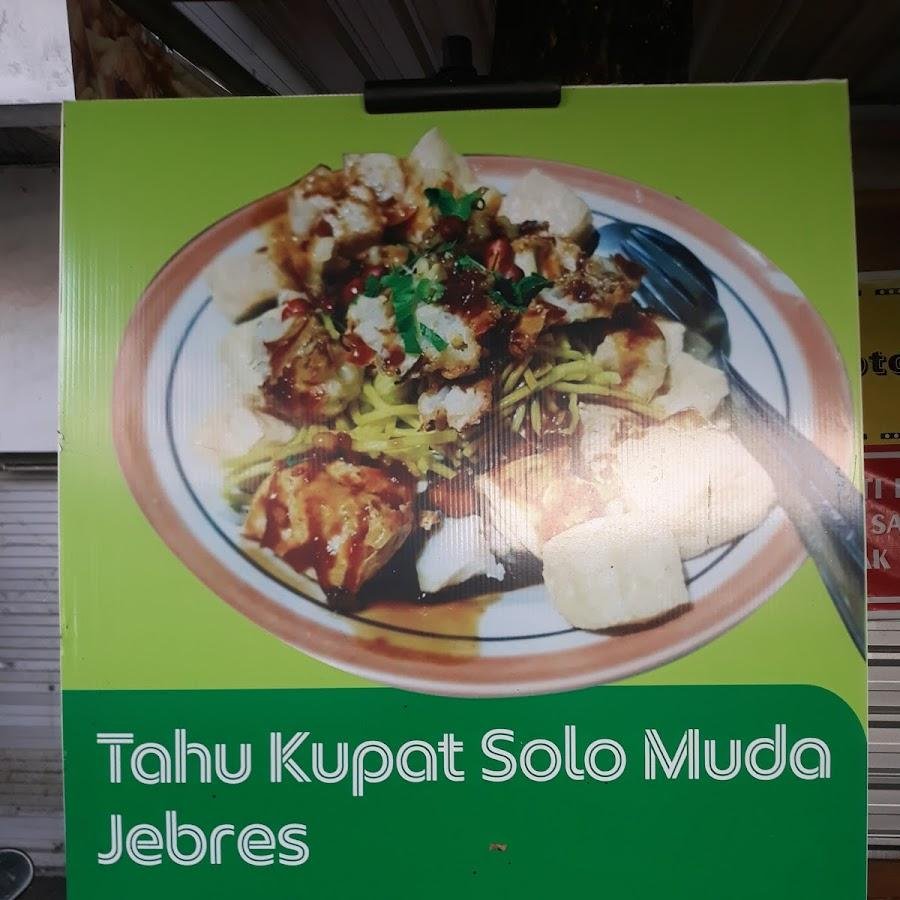 Tahu Kupat Solo Muda
Jebres